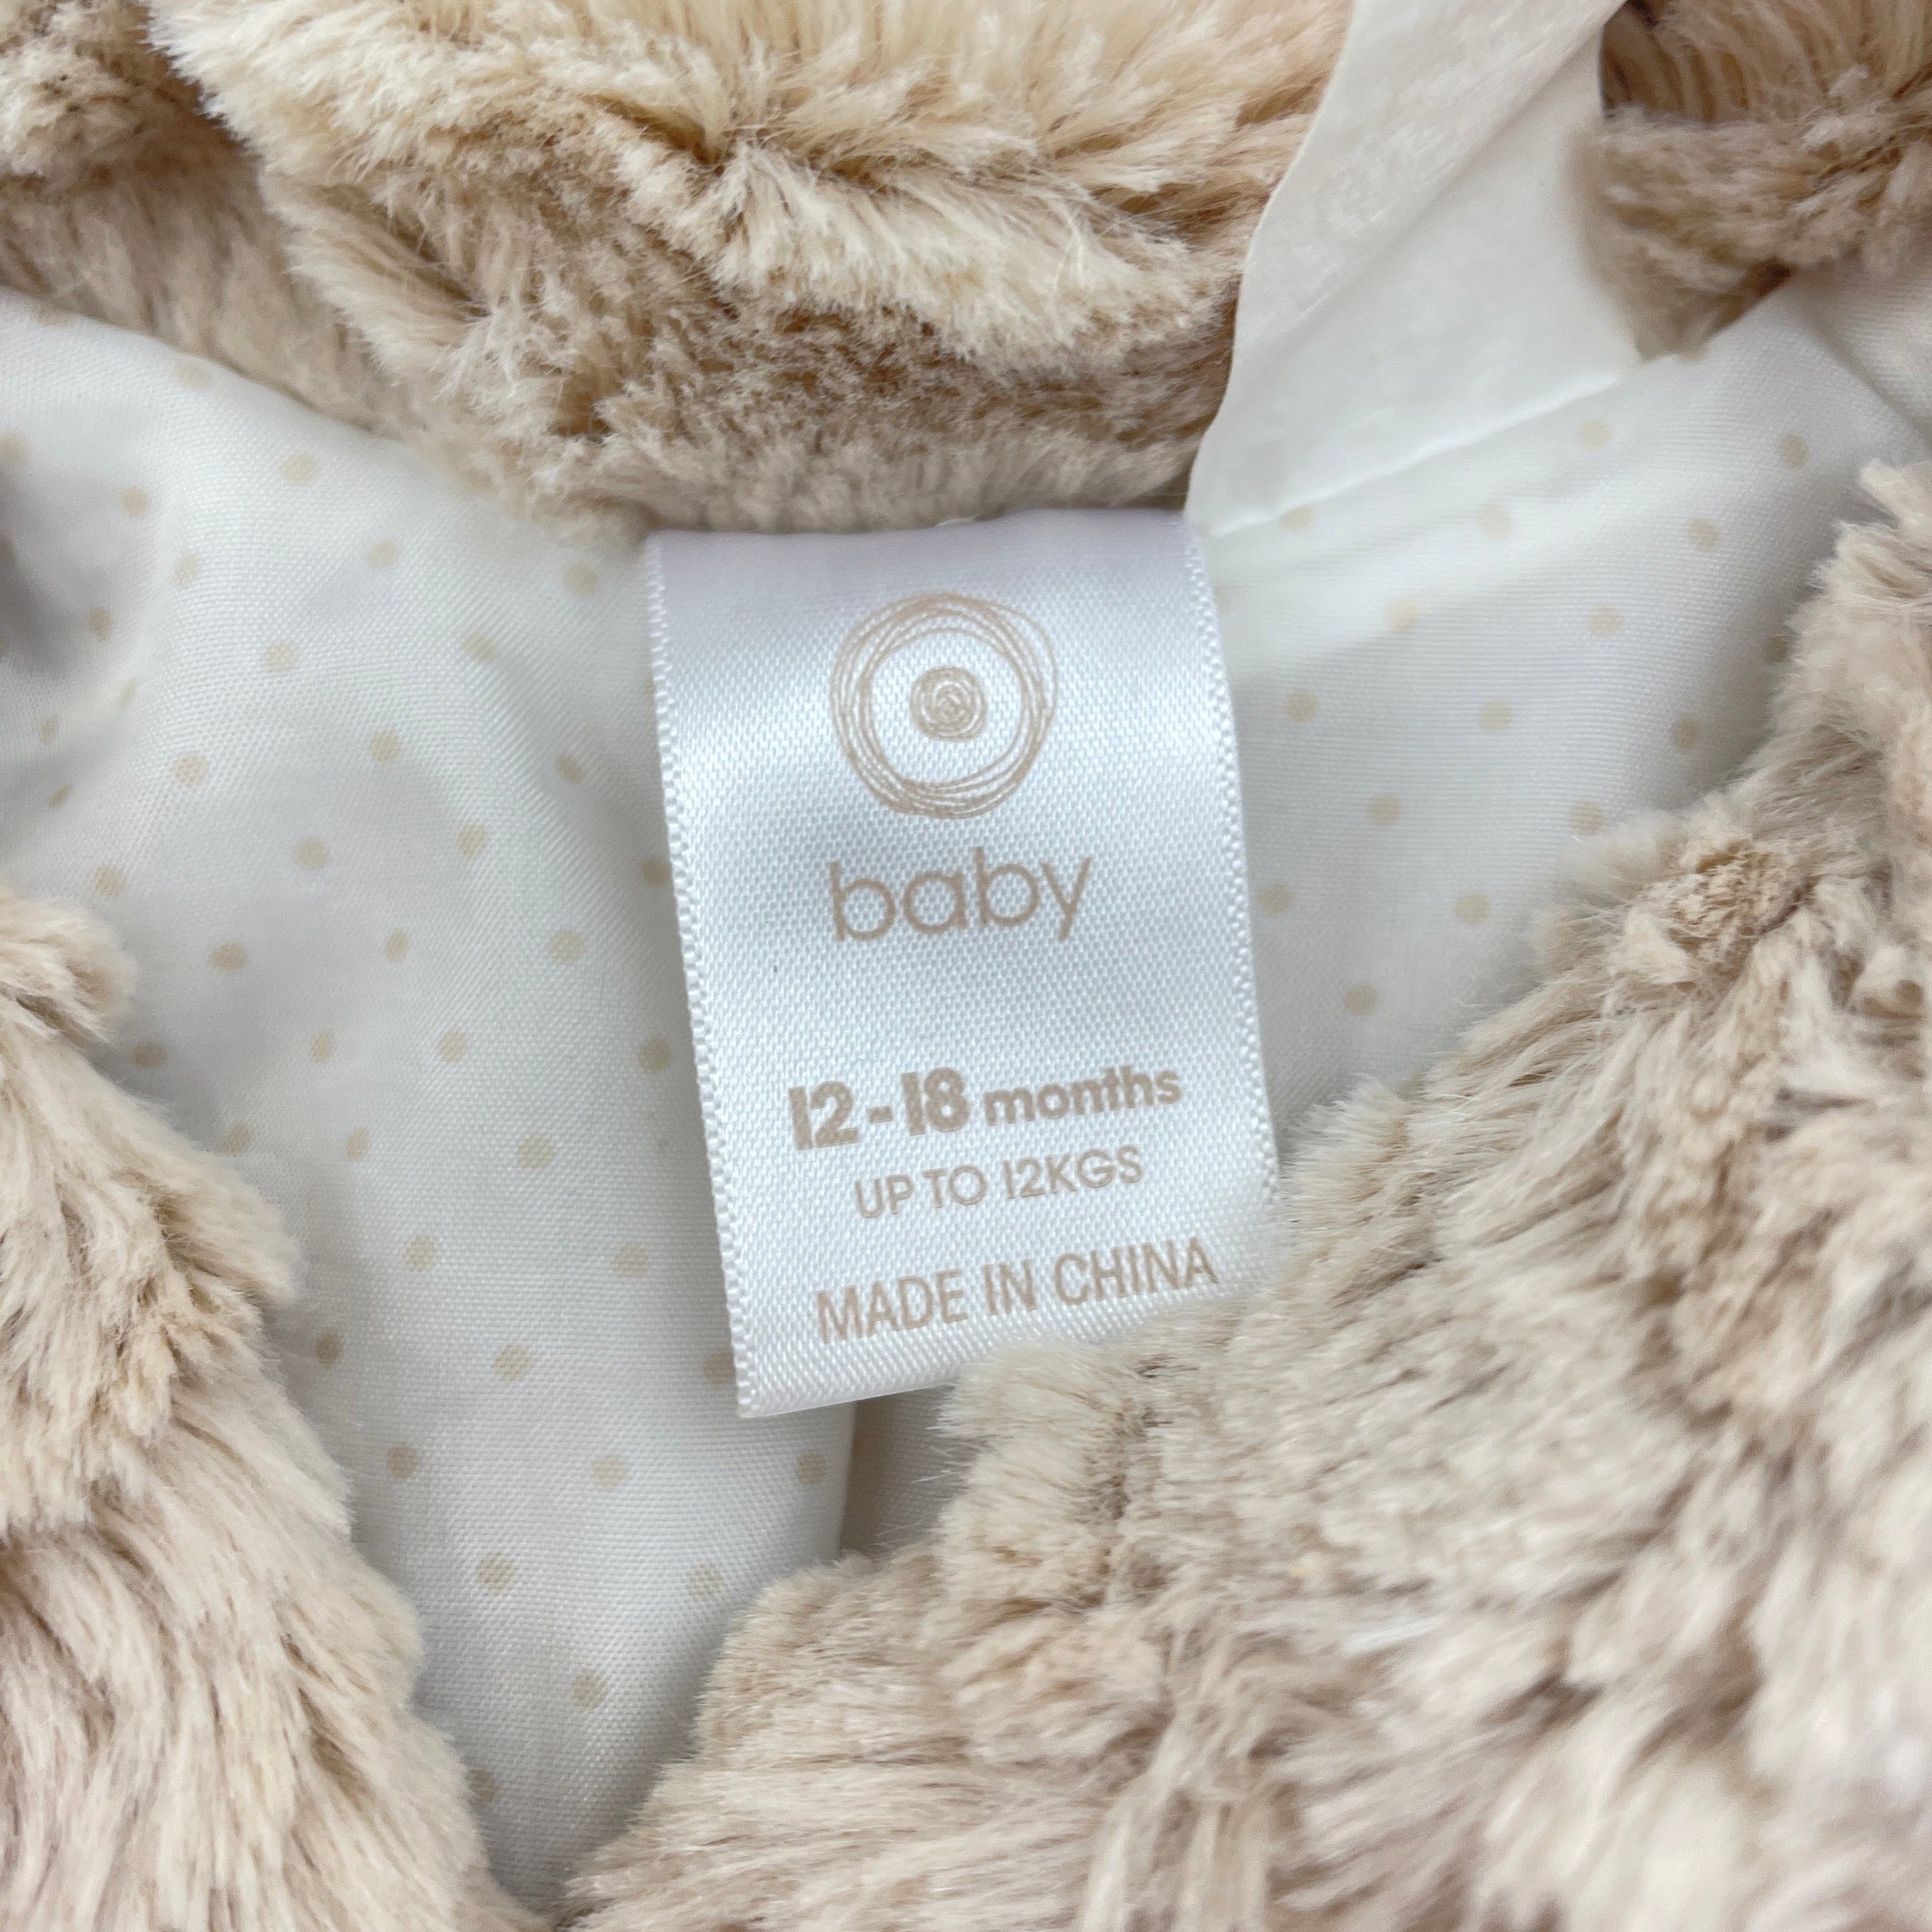 baby
12-18 months
UP TO 12KGS
MADE IN CHINA